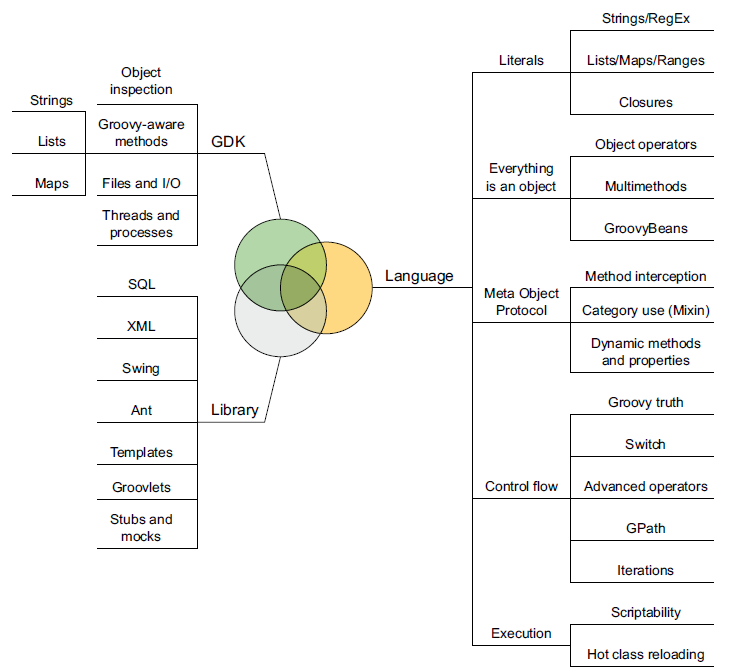 Object
inspection
Strings
Lists
Maps
Groovy-aware
methods
GDK
Files and I/O
Threads and
processes
SQL
XML
Swing
Ant
Library
Templates
Groovlets
Stubs and
mocks
Language
Literals
Strings/RegEx
Lists/Maps/Ranges
Closures
Everything
is an object
Object operators
Multimethods
GroovyBeans
Meta Object
Protocol
Method interception
Category use (Mixin)
Dynamic methods
and properties
Control flow
Groovy truth
Switch
Advanced operators
GPath
Iterations
Execution
Scriptability
Hot class reloading